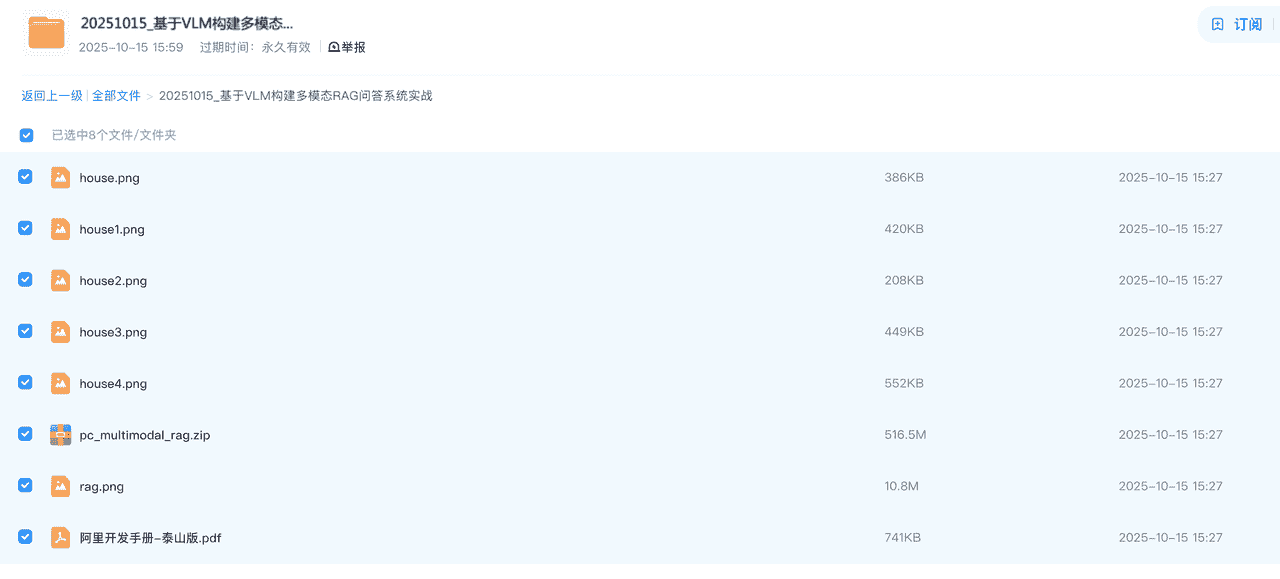 20251015_基于VLM构建多模态...
订阅
2025-10-15 15:59 过期时间：永久有效 举报
返回上一级 | 全部文件 > 20251015_基于VLM构建多模态RAG问答系统实战
已选中8个文件/文件夹
house.png 386KB 2025-10-15 15:27
house1.png 420KB 2025-10-15 15:27
house2.png 208KB 2025-10-15 15:27
house3.png 449KB 2025-10-15 15:27
house4.png 552KB 2025-10-15 15:27
pc_multimodal_rag.zip 516.5M 2025-10-15 15:27
rag.png 10.8M 2025-10-15 15:27
阿里开发手册-泰山版.pdf 741KB 2025-10-15 15:27